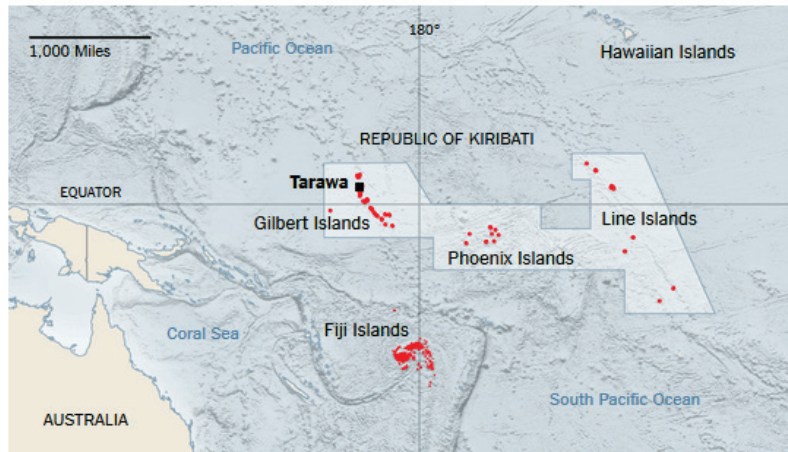 180°
Hawaiian Islands
1,000 Miles
Pacific Ocean
REPUBLIC OF KIRIBATI
Tarawa
EQUATOR
Gilbert Islands
Line Islands
Phoenix Islands
Coral Sea
Fiji Islands
South Pacific Ocean
AUSTRALIA